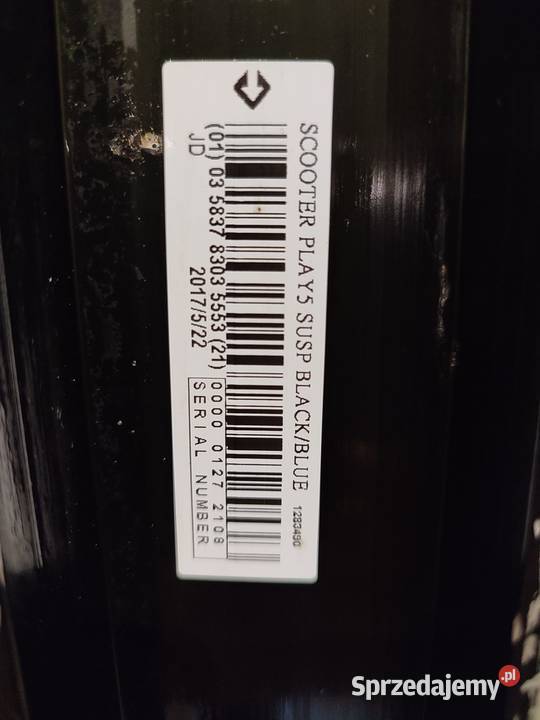 SCOOTER PLAY5 SUSP BLACK/BLUE 1283490
(01) 03 5837 8303 5553 (21) 0000 0127 2108
JD 2017/5/22 SERIAL NUMBER
Sprzedajemy.pl